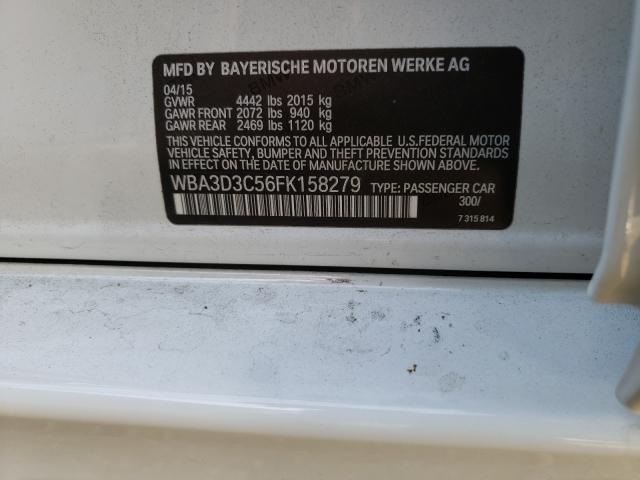 MFD BY BAYERISCHE MOTOREN WERKE AG
04/15
GVWR 4442 lbs 2015 kg
GAWR FRONT 2072 lbs 940 kg
GAWR REAR 2469 lbs 1120 kg
THIS VEHICLE CONFORMS TO ALL APPLICABLE U.S.FEDERAL MOTOR
VEHICLE SAFETY, BUMPER, AND THEFT PREVENTION STANDARDS IN
EFFECT ON THE DATE OF MANUFACTURE SHOWN ABOVE.
WBA3D3C56FK158279 TYPE: PASSENGER CAR
300/
7 315 814